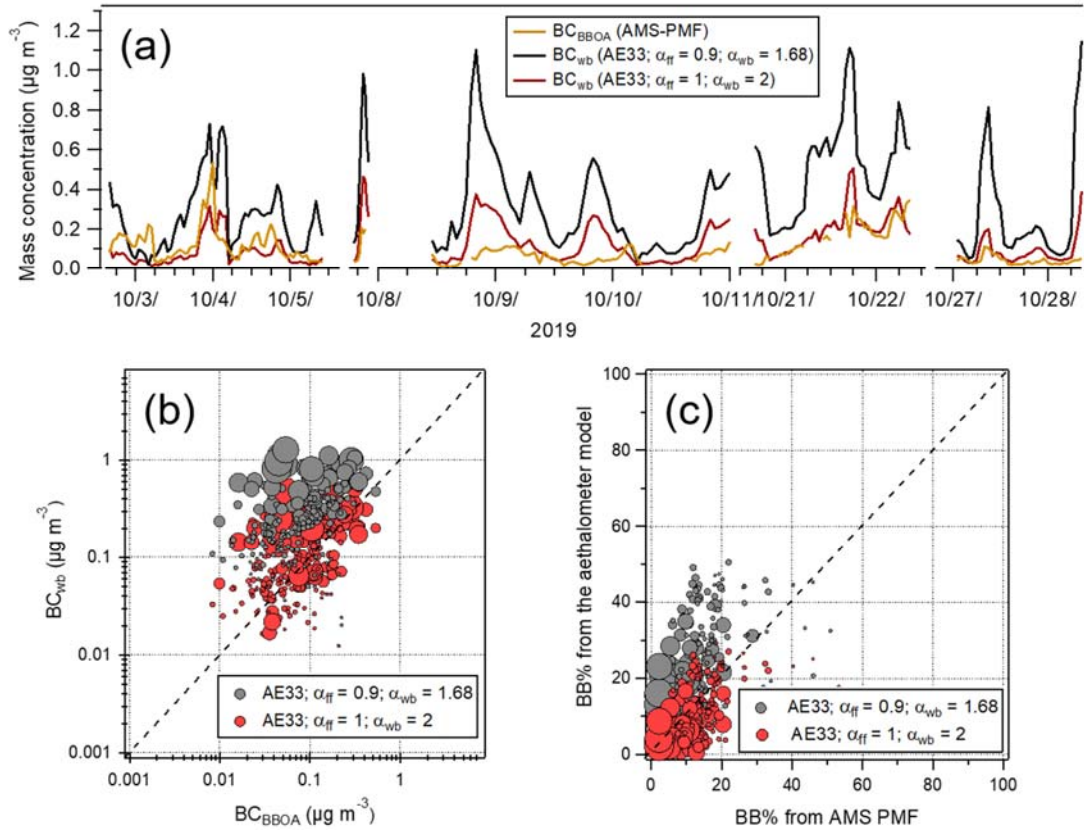 (a)
BC_BBOA (AMS-PMF)
BC_wb (AE33; α_ff = 0.9; α_wb = 1.68)
BC_wb (AE33; α_ff = 1; α_wb = 2)
Mass concentration (µg m⁻³)
1.2
1.0
0.8
0.6
0.4
0.2
0.0
10/3/ 10/4/ 10/5/ 10/8/ 10/9/ 10/10/ 10/11/10/21/ 10/22/ 10/27/ 10/28/
2019
(b)
BC_wb (µg m⁻³)
1
0.1
0.01
0.001
AE33; α_ff = 0.9; α_wb = 1.68
AE33; α_ff = 1; α_wb = 2
0.001 0.01 0.1 1
BC_BBOA (µg m⁻³)
(c)
BB% from the aethalometer model
100
80
60
40
20
0
AE33; α_ff = 0.9; α_wb = 1.68
AE33; α_ff = 1; α_wb = 2
0 20 40 60 80 100
BB% from AMS PMF